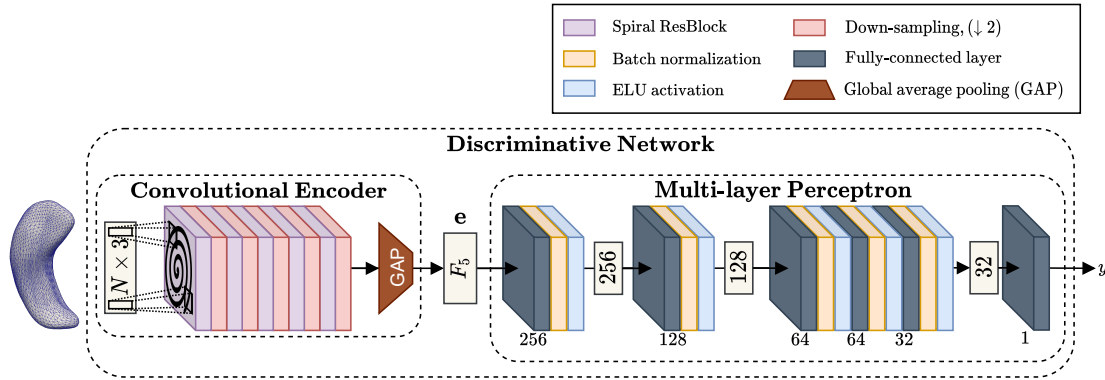 Spiral ResBlock
Down-sampling, (↓ 2)
Batch normalization
Fully-connected layer
ELU activation
Global average pooling (GAP)
Discriminative Network
Convolutional Encoder
Multi-layer Perceptron
N × 3
GAP
e
F₅
256
128
32
y
256
128
64
64
32
1